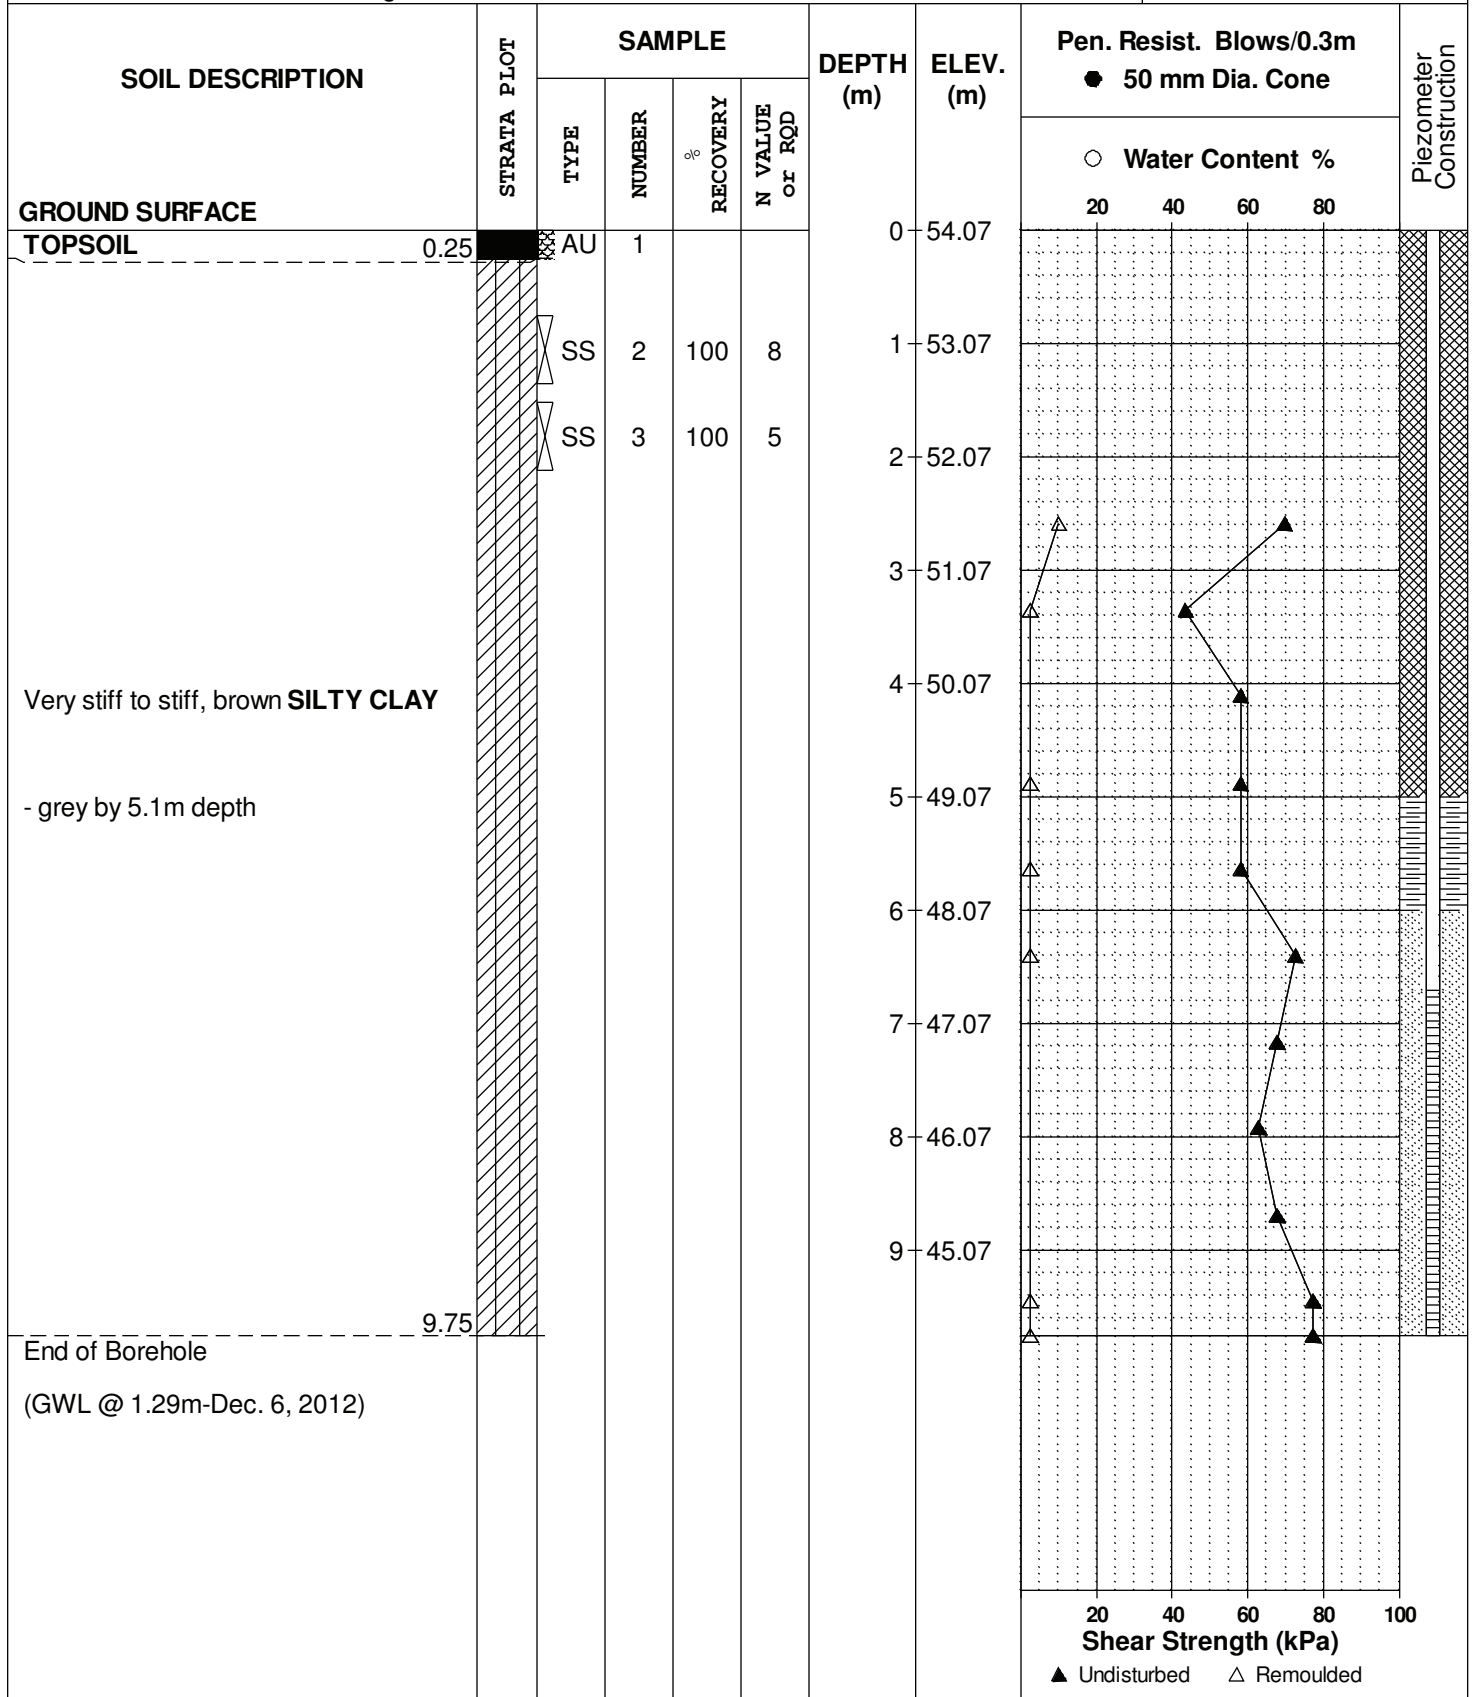 SOIL DESCRIPTION
GROUND SURFACE
STRATA PLOT
SAMPLE
TYPE
NUMBER
%
RECOVERY
N VALUE
or RQD
DEPTH
(m)
ELEV.
(m)
Pen. Resist. Blows/0.3m
● 50 mm Dia. Cone
○ Water Content %
20 40 60 80
Piezometer
Construction
TOPSOIL 0.25
AU 1
0 54.07
SS 2 100 8
1 53.07
SS 3 100 5
2 52.07
3 51.07
Very stiff to stiff, brown SILTY CLAY
4 50.07
- grey by 5.1m depth
5 49.07
6 48.07
7 47.07
8 46.07
9 45.07
9.75
End of Borehole
(GWL @ 1.29m-Dec. 6, 2012)
20 40 60 80 100
Shear Strength (kPa)
▲ Undisturbed △ Remoulded